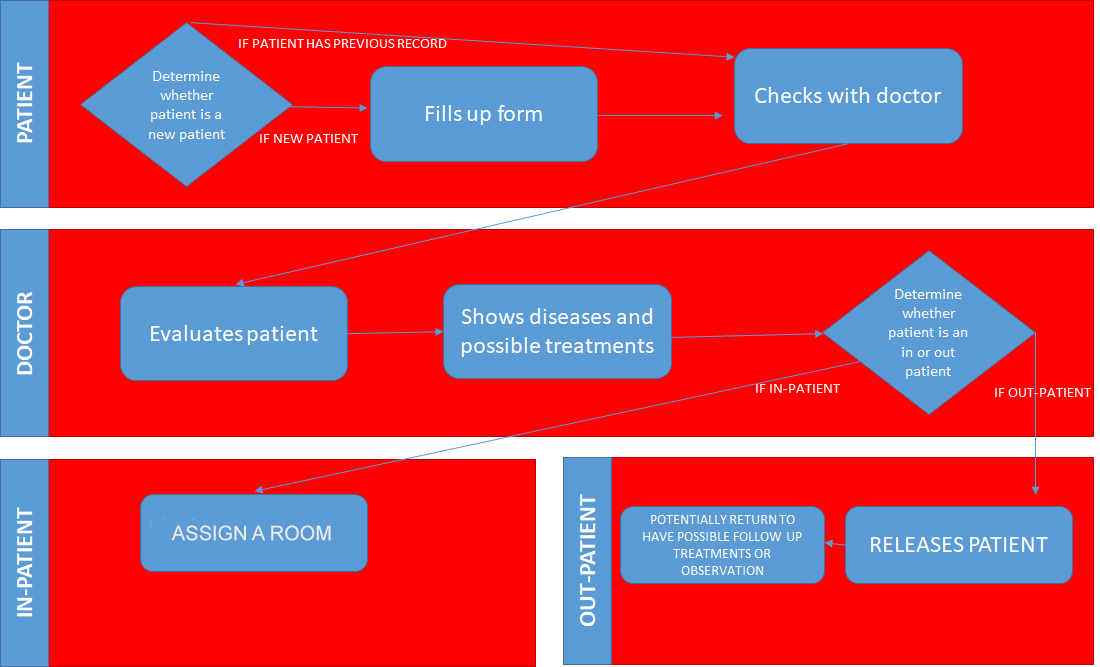 PATIENT
Determine
whether
patient is a
new patient
IF PATIENT HAS PREVIOUS RECORD
IF NEW PATIENT
Fills up form
Checks with doctor
DOCTOR
Evaluates patient
Shows diseases and
possible treatments
Determine
whether
patient is an
in or out
patient
IF IN-PATIENT
IF OUT-PATIENT
IN-PATIENT
ASSIGN A ROOM
OUT-PATIENT
POTENTIALLY RETURN TO
HAVE POSSIBLE FOLLOW UP
TREATMENTS OR
OBSERVATION
RELEASES PATIENT